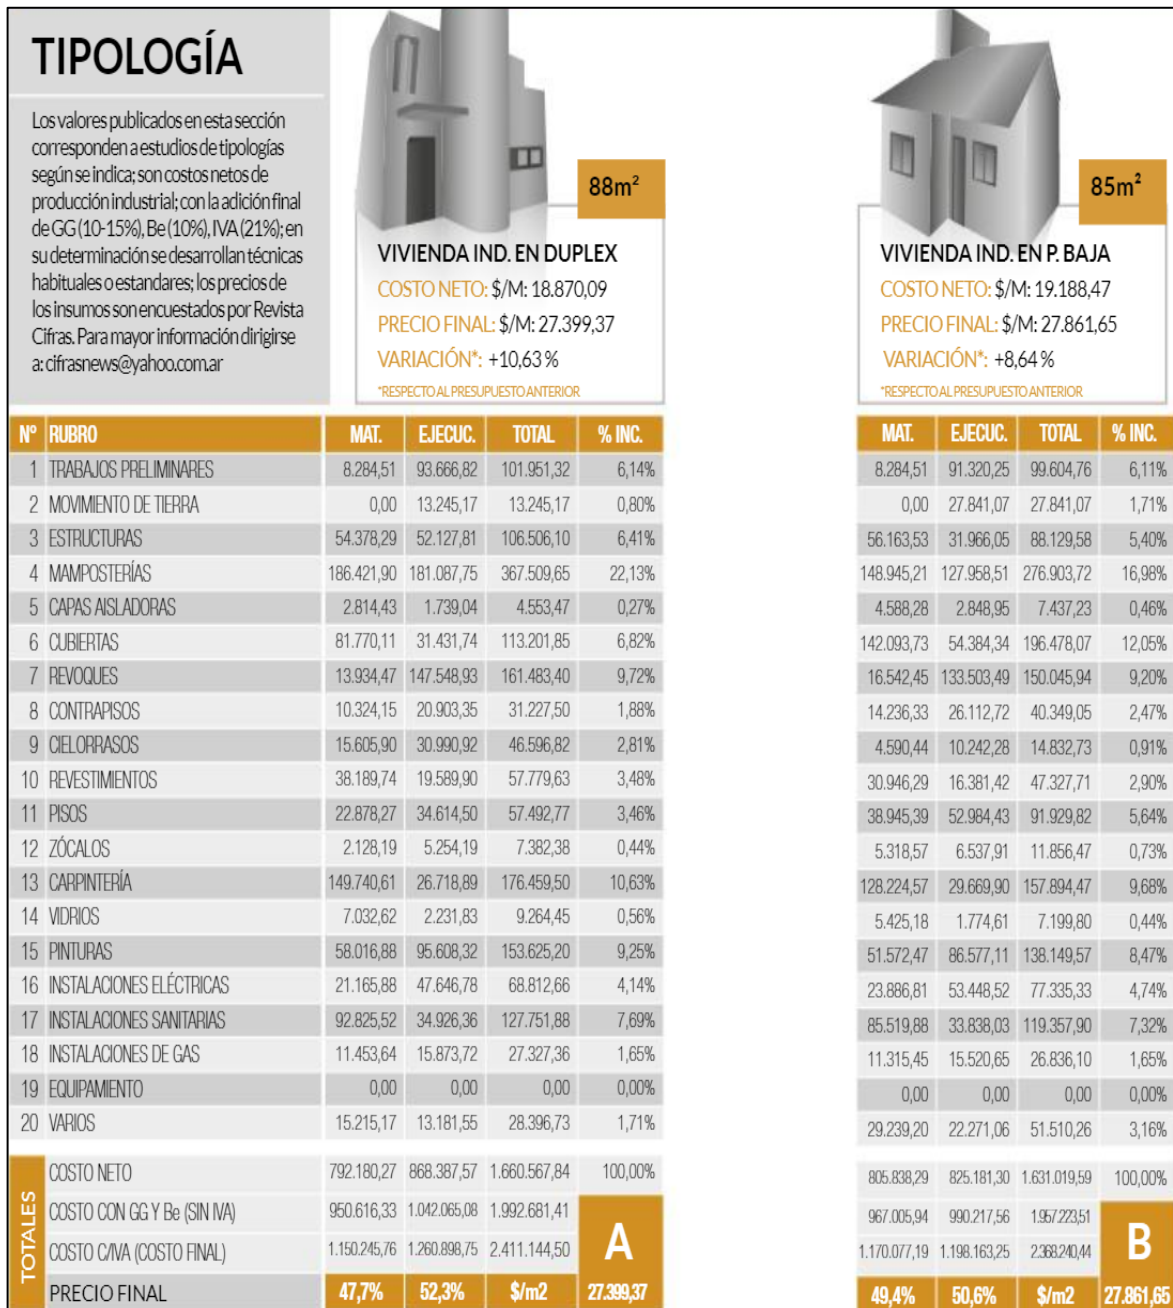 TIPOLOGÍA
Los valores publicados en esta sección
corresponden a estudios de tipologías
según se indica; son costos netos de
producción industrial; con la adición final
de GG (10-15%), Be (10%), IVA (21%); en
su determinación se desarrollan técnicas
habituales o estandares; los precios de
los insumos son encuestados por Revista
Cifras. Para mayor información dirigirse
a: cifrasnews@yahoo.com.ar
88m²
VIVIENDA IND. EN DUPLEX
COSTO NETO: $/M: 18.870,09
PRECIO FINAL: $/M: 27.399,37
VARIACIÓN*: +10,63 %
*RESPECTO AL PRESUPUESTO ANTERIOR
85m²
VIVIENDA IND. EN P. BAJA
COSTO NETO: $/M: 19.188,47
PRECIO FINAL: $/M: 27.861,65
VARIACIÓN*: +8,64 %
*RESPECTO AL PRESUPUESTO ANTERIOR
Nº RUBRO MAT. EJECUC. TOTAL % INC. MAT. EJECUC. TOTAL % INC.
1 TRABAJOS PRELIMINARES 8.284,51 93.666,82 101.951,32 6,14% 8.284,51 91.320,25 99.604,76 6,11%
2 MOVIMIENTO DE TIERRA 0,00 13.245,17 13.245,17 0,80% 0,00 27.841,07 27.841,07 1,71%
3 ESTRUCTURAS 54.378,29 52.127,81 106.506,10 6,41% 56.163,53 31.966,05 88.129,58 5,40%
4 MAMPOSTERÍAS 186.421,90 181.087,75 367.509,65 22,13% 148.945,21 127.958,51 276.903,72 16,98%
5 CAPAS AISLADORAS 2.814,43 1.739,04 4.553,47 0,27% 4.588,28 2.848,95 7.437,23 0,46%
6 CUBIERTAS 81.770,11 31.431,74 113.201,85 6,82% 142.093,73 54.384,34 196.478,07 12,05%
7 REVOQUES 13.934,47 147.548,93 161.483,40 9,72% 16.542,45 133.503,49 150.045,94 9,20%
8 CONTRAPISOS 10.324,15 20.903,35 31.227,50 1,88% 14.236,33 26.112,72 40.349,05 2,47%
9 CIELORRASOS 15.605,90 30.990,92 46.596,82 2,81% 4.590,44 10.242,28 14.832,73 0,91%
10 REVESTIMIENTOS 38.189,74 19.589,90 57.779,63 3,48% 30.946,29 16.381,42 47.327,71 2,90%
11 PISOS 22.878,27 34.614,50 57.492,77 3,46% 38.945,39 52.984,43 91.929,82 5,64%
12 ZÓCALOS 2.128,19 5.254,19 7.382,38 0,44% 5.318,57 6.537,91 11.856,47 0,73%
13 CARPINTERÍA 149.740,61 26.718,89 176.459,50 10,63% 128.224,57 29.669,90 157.894,47 9,68%
14 VIDRIOS 7.032,62 2.231,83 9.264,45 0,56% 5.425,18 1.774,61 7.199,80 0,44%
15 PINTURAS 58.016,88 95.608,32 153.625,20 9,25% 51.572,47 86.577,11 138.149,57 8,47%
16 INSTALACIONES ELÉCTRICAS 21.165,88 47.646,78 68.812,66 4,14% 23.886,81 53.448,52 77.335,33 4,74%
17 INSTALACIONES SANITARIAS 92.825,52 34.926,36 127.751,88 7,69% 85.519,88 33.838,03 119.357,90 7,32%
18 INSTALACIONES DE GAS 11.453,64 15.873,72 27.327,36 1,65% 11.315,45 15.520,65 26.836,10 1,65%
19 EQUIPAMIENTO 0,00 0,00 0,00 0,00% 0,00 0,00 0,00 0,00%
20 VARIOS 15.215,17 13.181,55 28.396,73 1,71% 29.239,20 22.271,06 51.510,26 3,16%
TOTALES
COSTO NETO 792.180,27 868.387,57 1.660.567,84 100,00% 805.838,29 825.181,30 1.631.019,59 100,00%
COSTO CON GG Y Be (SIN IVA) 950.616,33 1.042.065,08 1.992.681,41 967.005,94 990.217,56 1.957.223,51
COSTO C/IVA (COSTO FINAL) 1.150.245,76 1.260.898,75 2.411.144,50 A 1.170.077,19 1.198.163,25 2.368.240,44 B
PRECIO FINAL 47,7% 52,3% $/m2 27.399,37 49,4% 50,6% $/m2 27.861,65